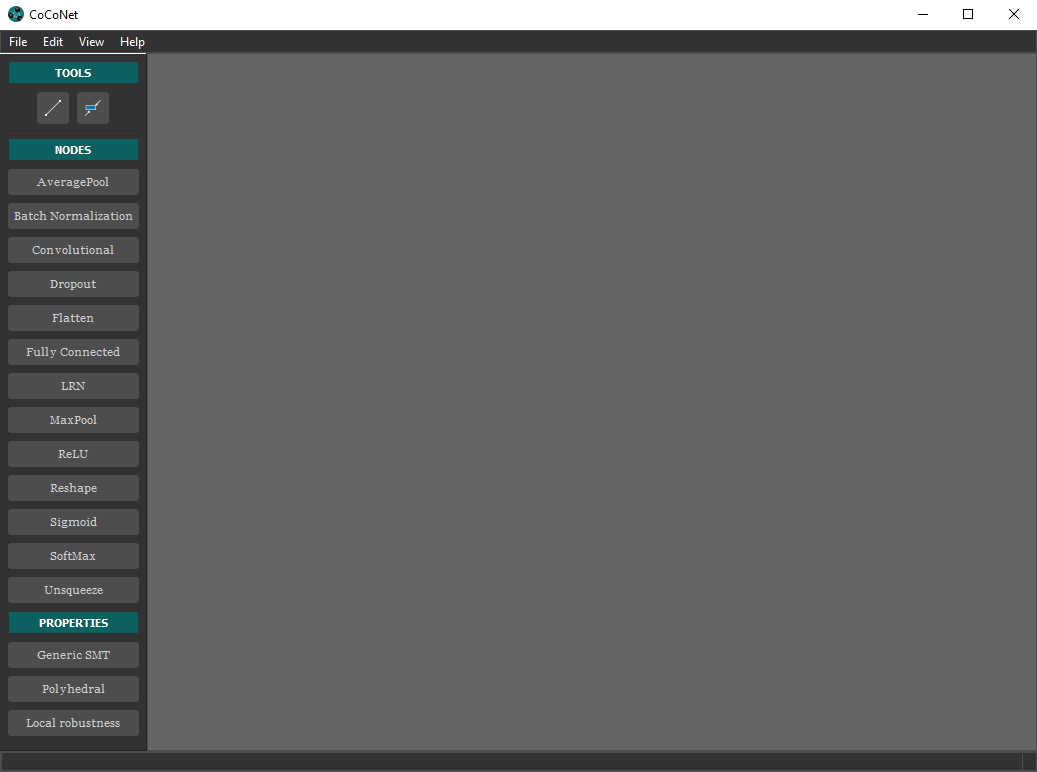 CoCoNet
File Edit View Help
TOOLS
NODES
AveragePool
Batch Normalization
Convolutional
Dropout
Flatten
Fully Connected
LRN
MaxPool
ReLU
Reshape
Sigmoid
SoftMax
Unsqueeze
PROPERTIES
Generic SMT
Polyhedral
Local robustness